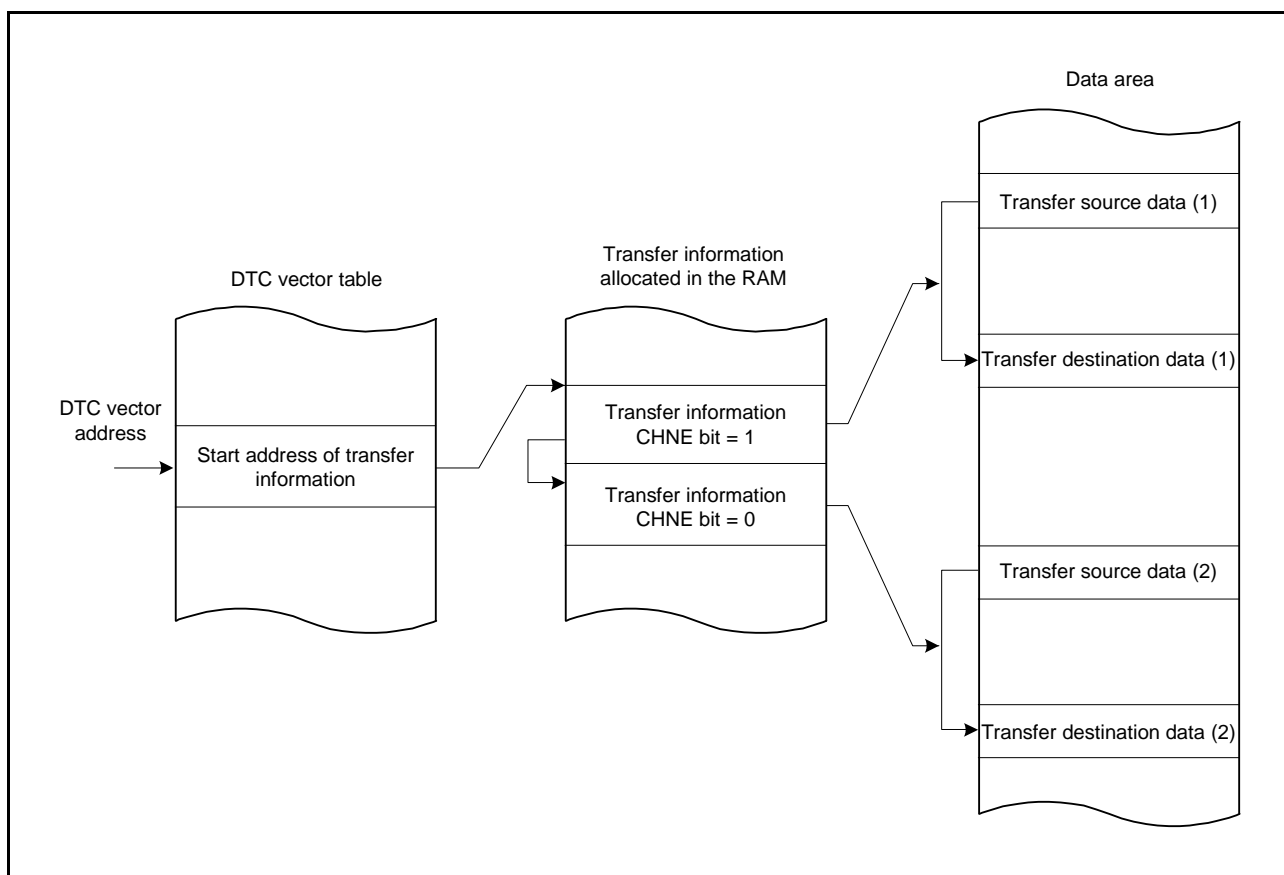 Data area
Transfer source data (1)
Transfer information
allocated in the RAM
DTC vector table
Transfer destination data (1)
DTC vector
address
Transfer information
CHNE bit = 1
Start address of transfer
information
Transfer information
CHNE bit = 0
Transfer source data (2)
Transfer destination data (2)